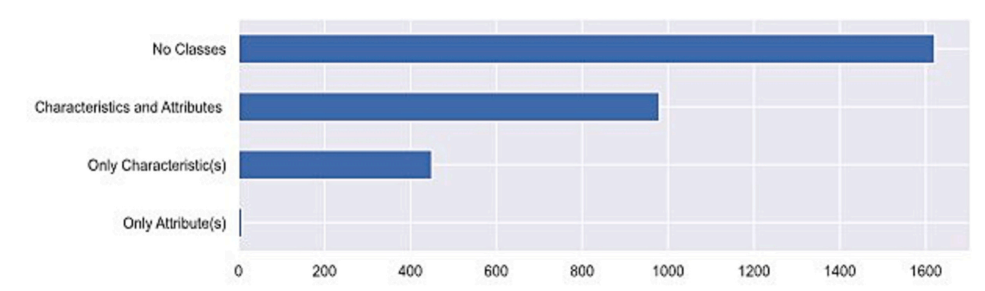 No Classes
Characteristics and Attributes
Only Characteristic(s)
Only Attribute(s)
0 200 400 600 800 1000 1200 1400 1600